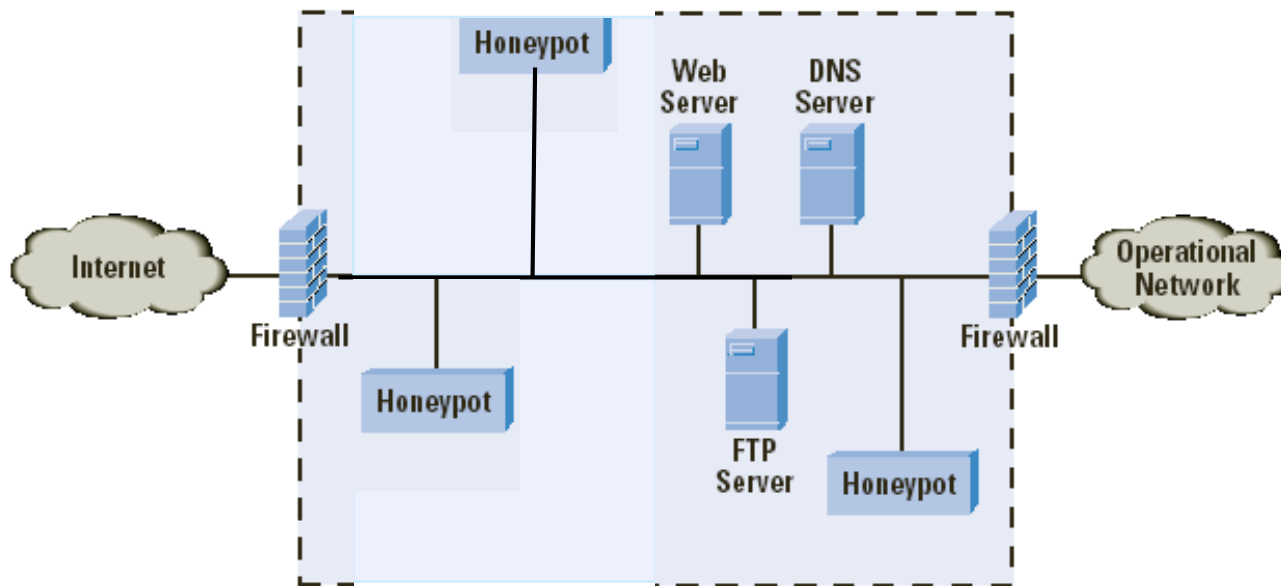 Honeypot
Web
Server
DNS
Server
Internet
Operational
Network
Firewall
Firewall
Honeypot
FTP
Server
Honeypot